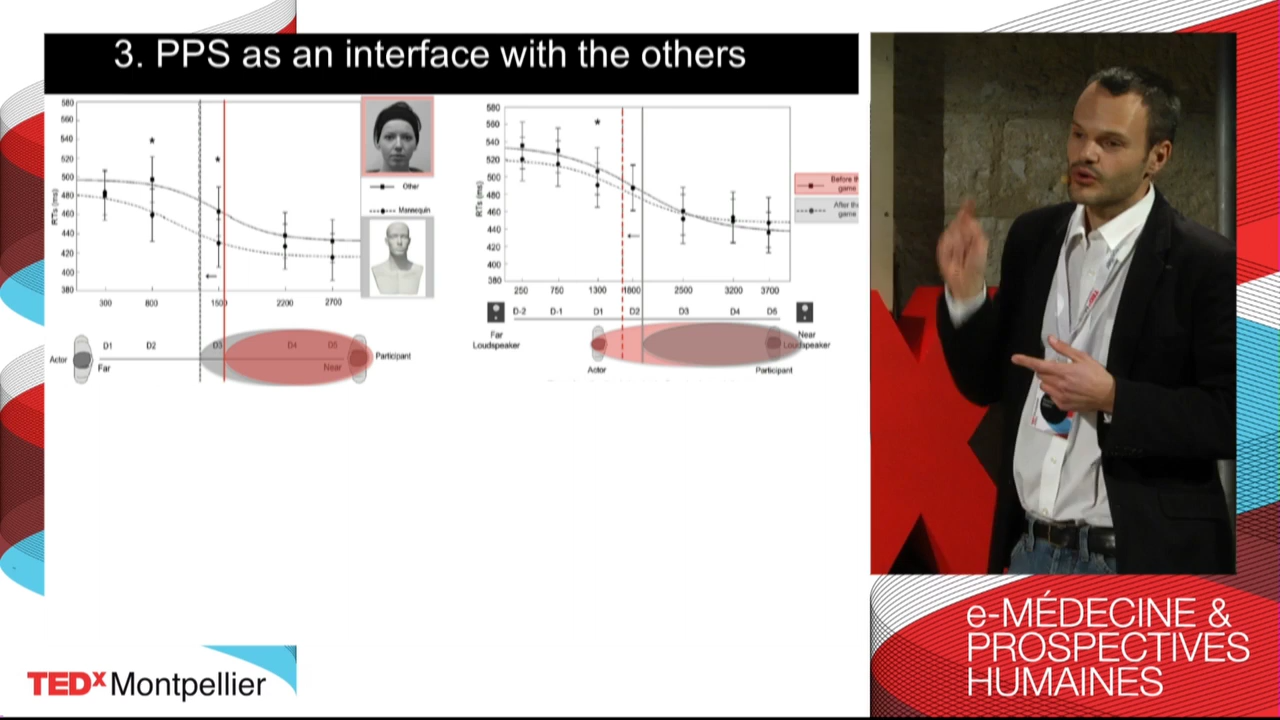 3. PPS as an interface with the others
580
560
540
520
500
480
460
440
420
400
380
RTs (ms)
*
*
300
800
1500
2200
2700
Other
Mannequin
Actor
D1
D2
D3
D4
D5
Far
Near
Participant
580
560
540
520
500
480
460
440
420
400
380
RTs (ms)
*
250
750
1300
1800
2500
3200
3700
Before th
game
After the
game
D-2
D-1
D1
D2
D3
D4
D5
Far
Loudspeaker
Near
Loudspeaker
Actor
Participant
TEDx Montpellier
e-MÉDECINE &
PROSPECTIVES
HUMAINES